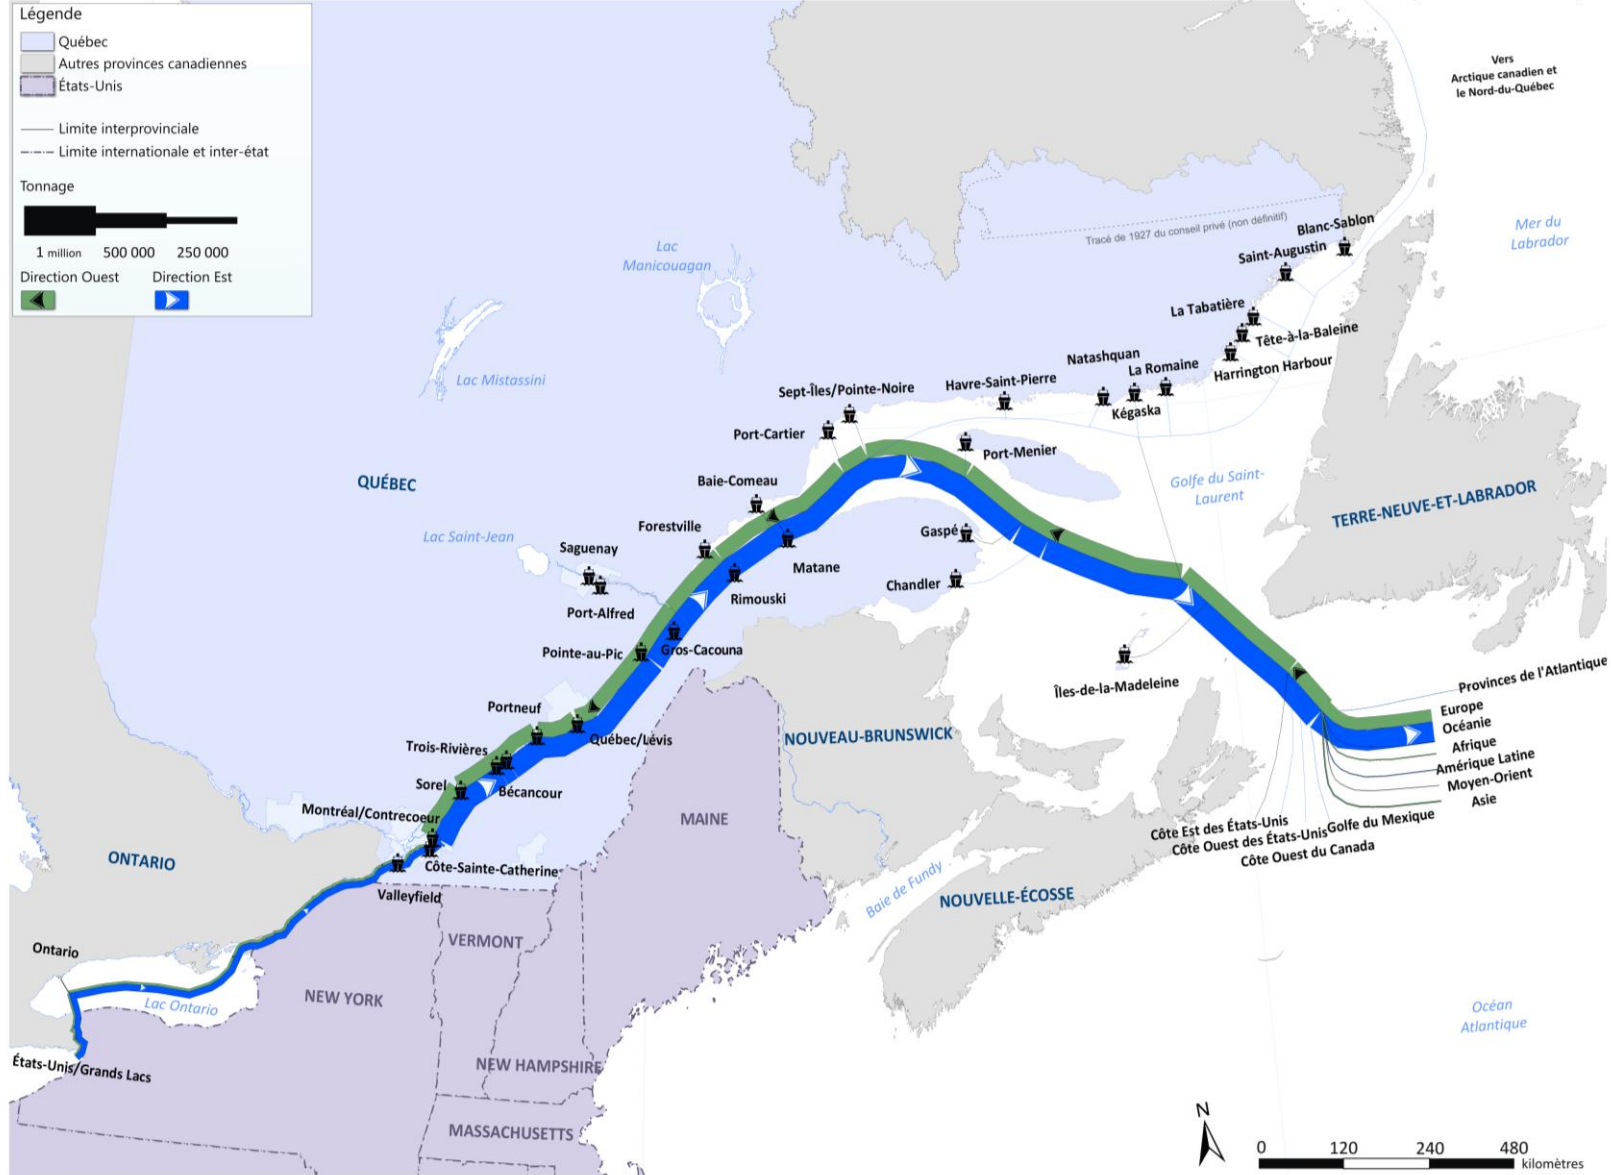 Légende
Québec
Autres provinces canadiennes
États-Unis
Limite interprovinciale
Limite internationale et inter-état
Tonnage
1 million 500 000 250 000
Direction Ouest Direction Est
Vers
Arctique canadien et
le Nord-du-Québec
Mer du
Labrador
Lac
Manicouagan
Lac Mistassini
Tracé de 1927 du conseil privé (non définitif)
Blanc-Sablon
Saint-Augustin
La Tabatière
Tête-à-la-Baleine
Harrington Harbour
Natashquan
La Romaine
Kégaska
Havre-Saint-Pierre
Sept-Îles/Pointe-Noire
Port-Cartier
Port-Menier
Baie-Comeau
Golfe du Saint-
Laurent
QUÉBEC
TERRE-NEUVE-ET-LABRADOR
Lac Saint-Jean
Forestville
Saguenay
Port-Alfred
Gaspé
Chandler
Matane
Rimouski
Pointe-au-Pic
Gros-Cacouna
Îles-de-la-Madeleine
Portneuf
Québec/Lévis
Trois-Rivières
Bécancour
Sorel
Montréal/Contrecoeur
Côte-Sainte-Catherine
Valleyfield
NOUVEAU-BRUNSWICK
Provinces de l'Atlantique
Europe
Océanie
Afrique
Amérique Latine
Moyen-Orient
Asie
Côte Est des États-Unis
Côte Ouest des États-Unis
Golfe du Mexique
Côte Ouest du Canada
MAINE
ONTARIO
Baie de Fundy
NOUVELLE-ÉCOSSE
VERMONT
Ontario
NEW YORK
Lac Ontario
Océan
Atlantique
États-Unis/Grands Lacs
NEW HAMPSHIRE
MASSACHUSETTS
N
0 120 240 480
kilomètres